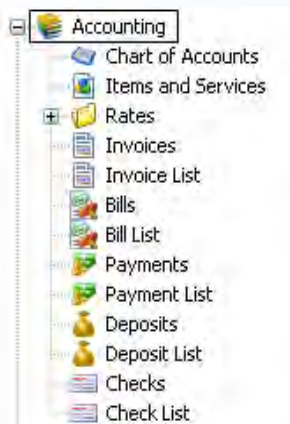 Accounting
Chart of Accounts
Items and Services
Rates
Invoices
Invoice List
Bills
Bill List
Payments
Payment List
Deposits
Deposit List
Checks
Check List